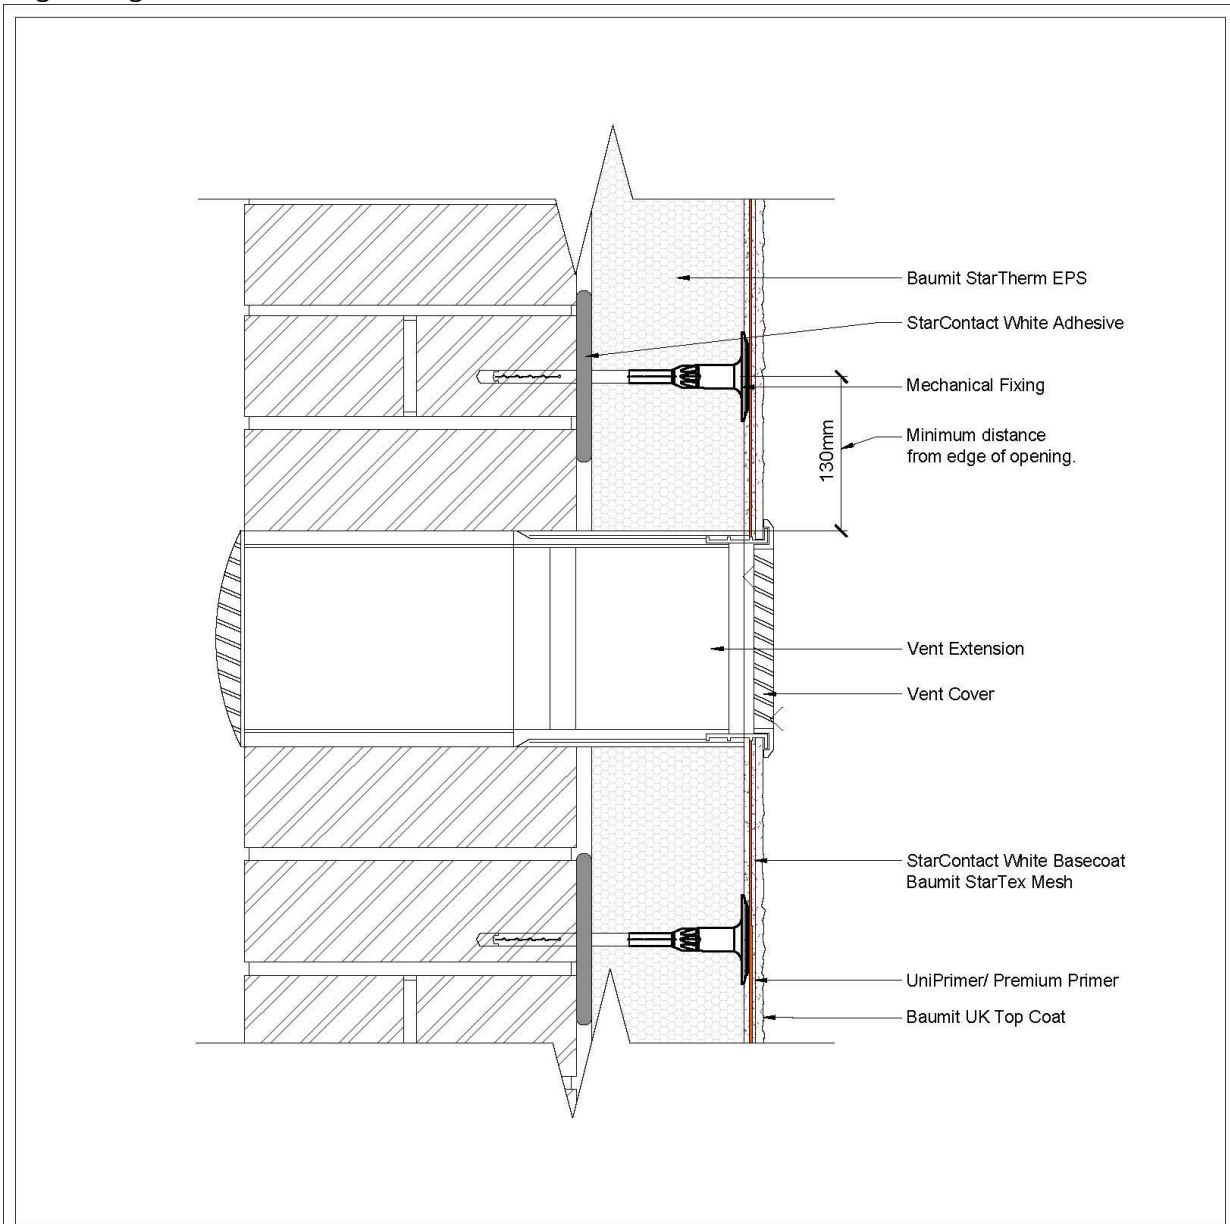 Baumit StarTherm EPS
StarContact White Adhesive
Mechanical Fixing
130mm
Minimum distance
from edge of opening.
Vent Extension
Vent Cover
StarContact White Basecoat
Baumit StarTex Mesh
UniPrimer/ Premium Primer
Baumit UK Top Coat